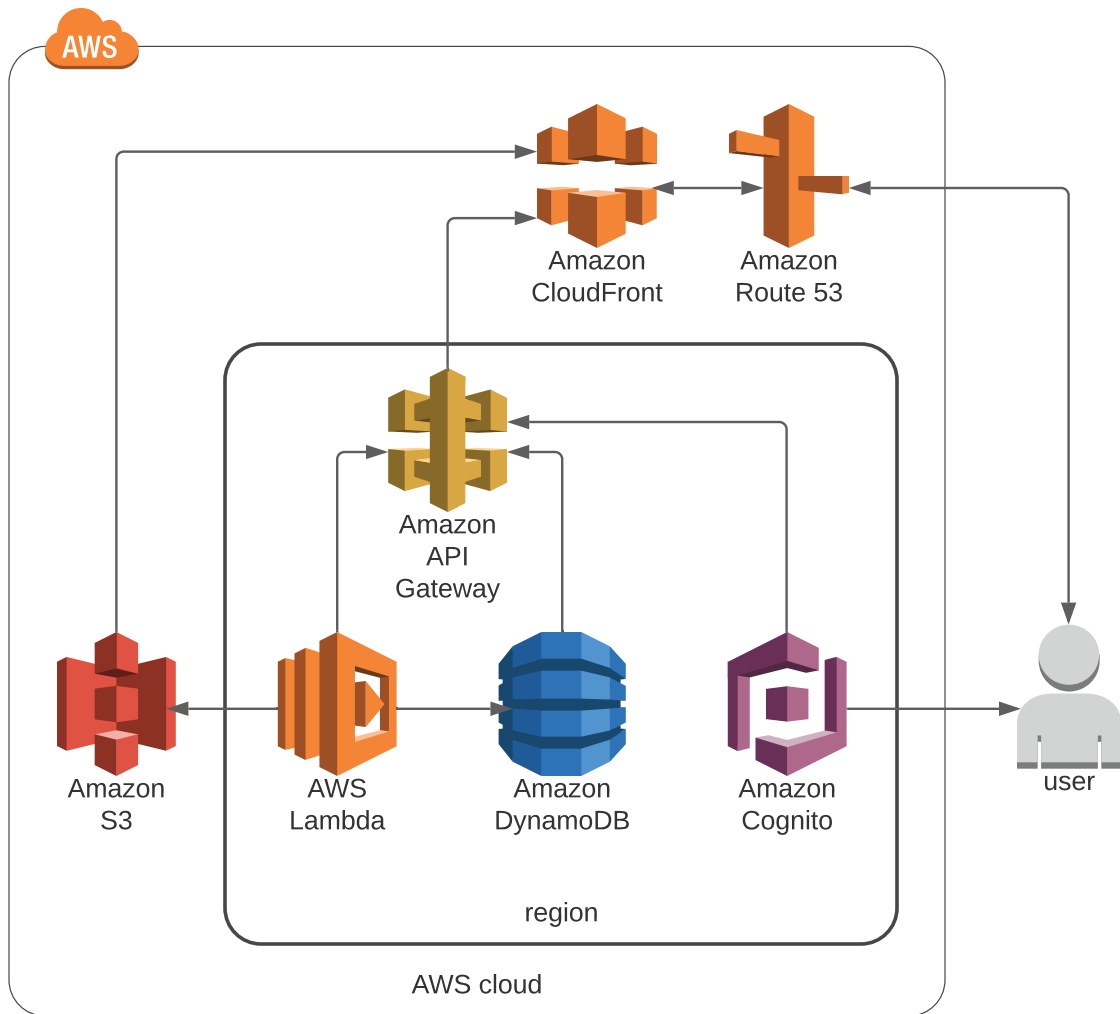 AWS
Amazon
CloudFront
Amazon
Route 53
Amazon
API
Gateway
Amazon
S3
AWS
Lambda
Amazon
DynamoDB
Amazon
Cognito
user
region
AWS cloud